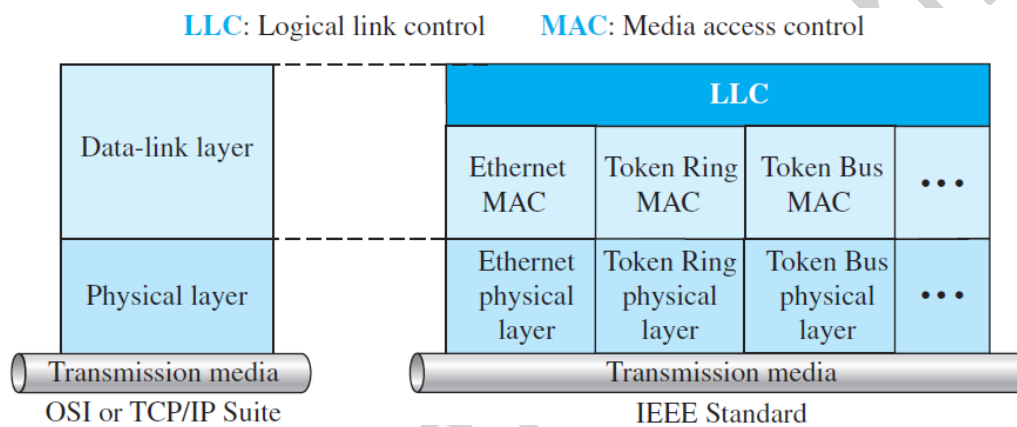 LLC: Logical link control MAC: Media access control
Data-link layer
Physical layer
Transmission media
OSI or TCP/IP Suite
LLC
Ethernet
MAC
Token Ring
MAC
Token Bus
MAC
•••
Ethernet
physical
layer
Token Ring
physical
layer
Token Bus
physical
layer
•••
Transmission media
IEEE Standard